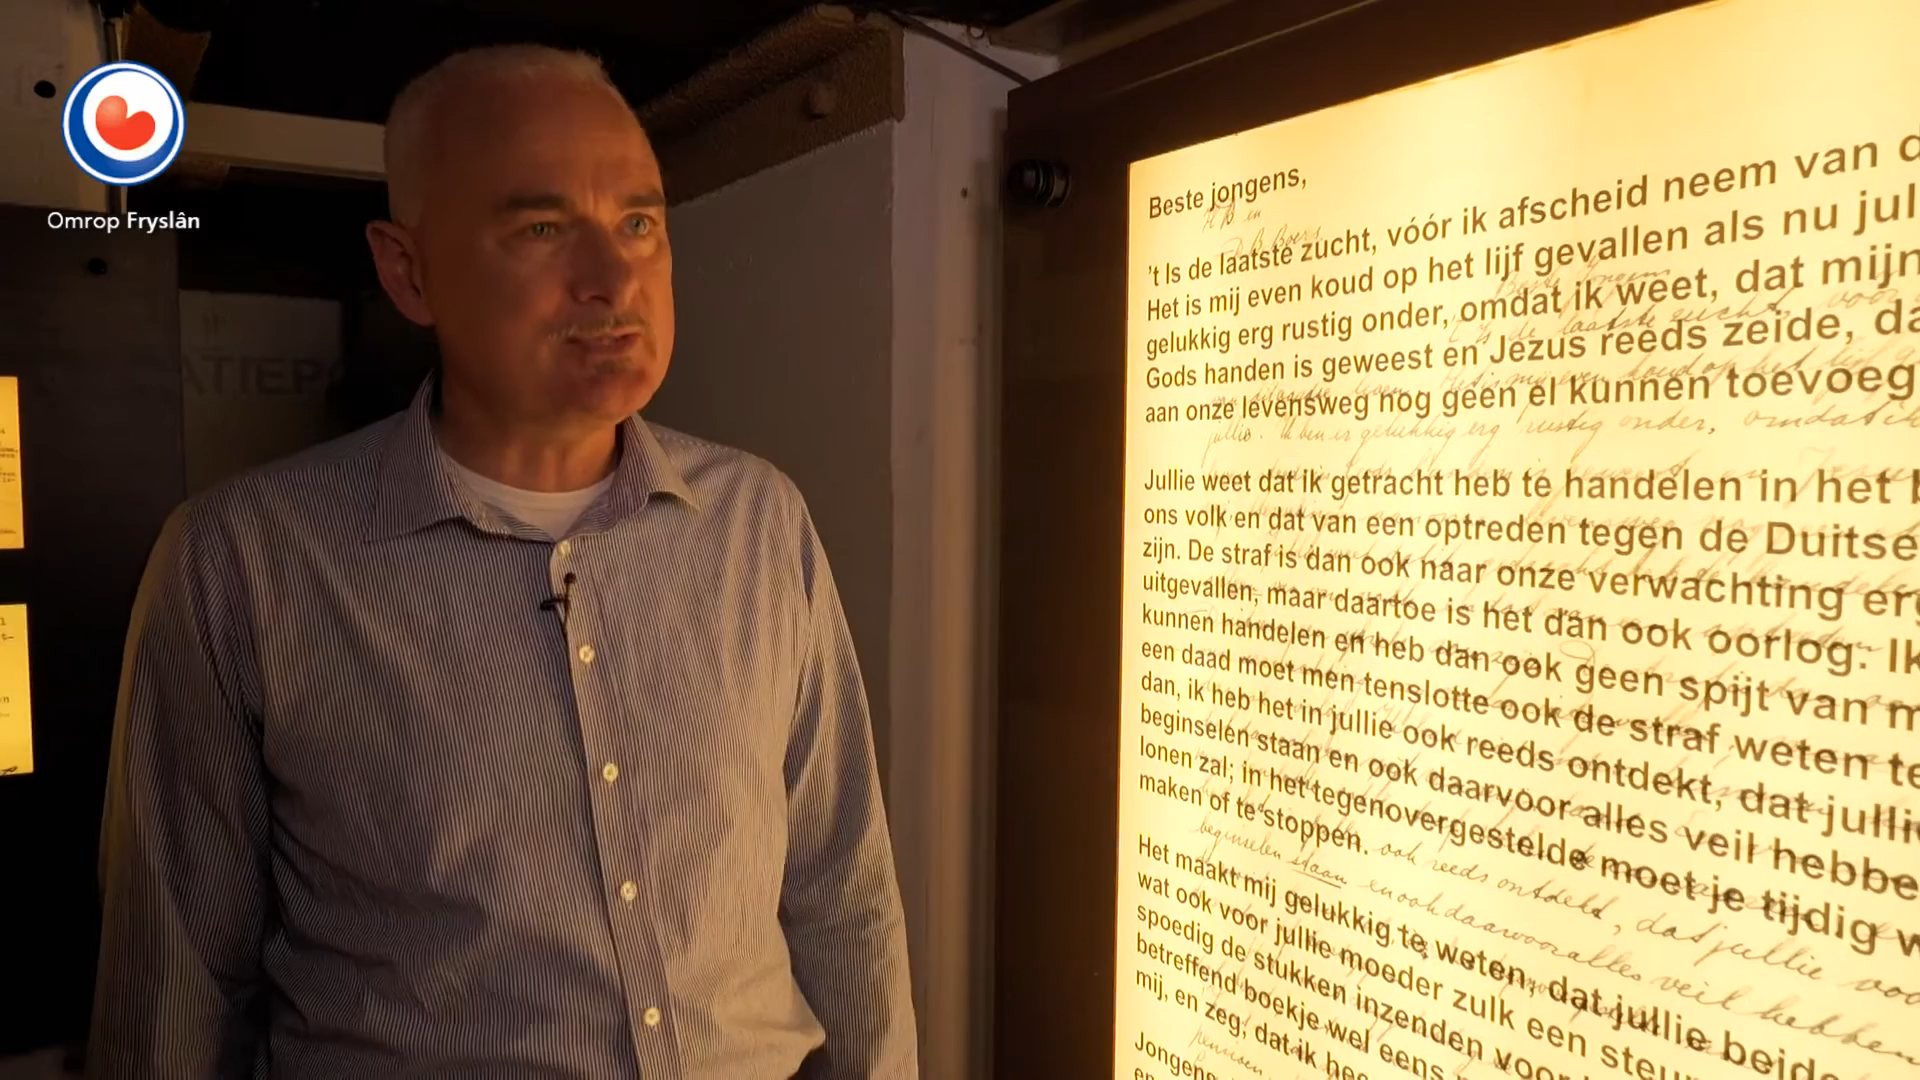 Omrop Fryslân
ATIEP
Beste jongens,
't Is de laatste zucht, vóór ik afscheid neem van
Het is mij even koud op het lijf gevallen als nu jul
gelukkig erg rustig onder, omdat ik weet, dat mijn
Gods handen is geweest en Jezus reeds zeide, da
aan onze levensweg nog geen el kunnen toevoeg
Jullie weet dat ik getracht heb te handelen in het
ons volk en dat van een optreden tegen de Duitse
zijn. De straf is dan ook naar onze verwachting erg
uitgevallen, maar daartoe is het dan ook oorlog. Ik
kunnen handelen en heb dan ook geen spijt van m
een daad moet men tenslotte ook de straf weten te
dan, ik heb het in jullie ook reeds ontdekt, dat jullie
beginselen staan en ook daarvoor alles veil hebbe
lonen zal; in het tegenovergestelde moet je tijdig w
maken of te stoppen.
Het maakt mij gelukkig te weten, dat jullie beide
wat ook voor jullie moeder zulk een steu
spoedig de stukken inzenden voor
betreffend boekje wel eens
mij, en zeg, dat ik hee
Jongens
en